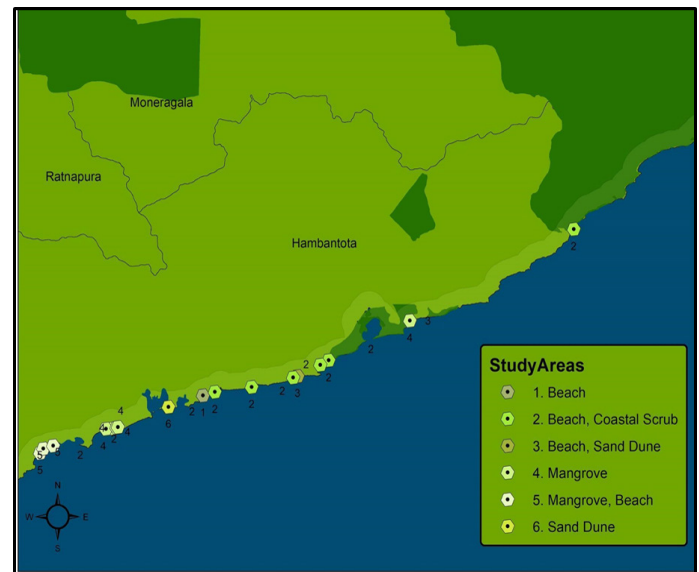 Moneragala
Ratnapura
Hambantota
2
3
4
2
2
2
2
3
2
2
1
2
6
4
4
2
4
2
5
5
5
StudyAreas
1. Beach
2. Beach, Coastal Scrub
3. Beach, Sand Dune
4. Mangrove
5. Mangrove, Beach
6. Sand Dune
N
W
E
S